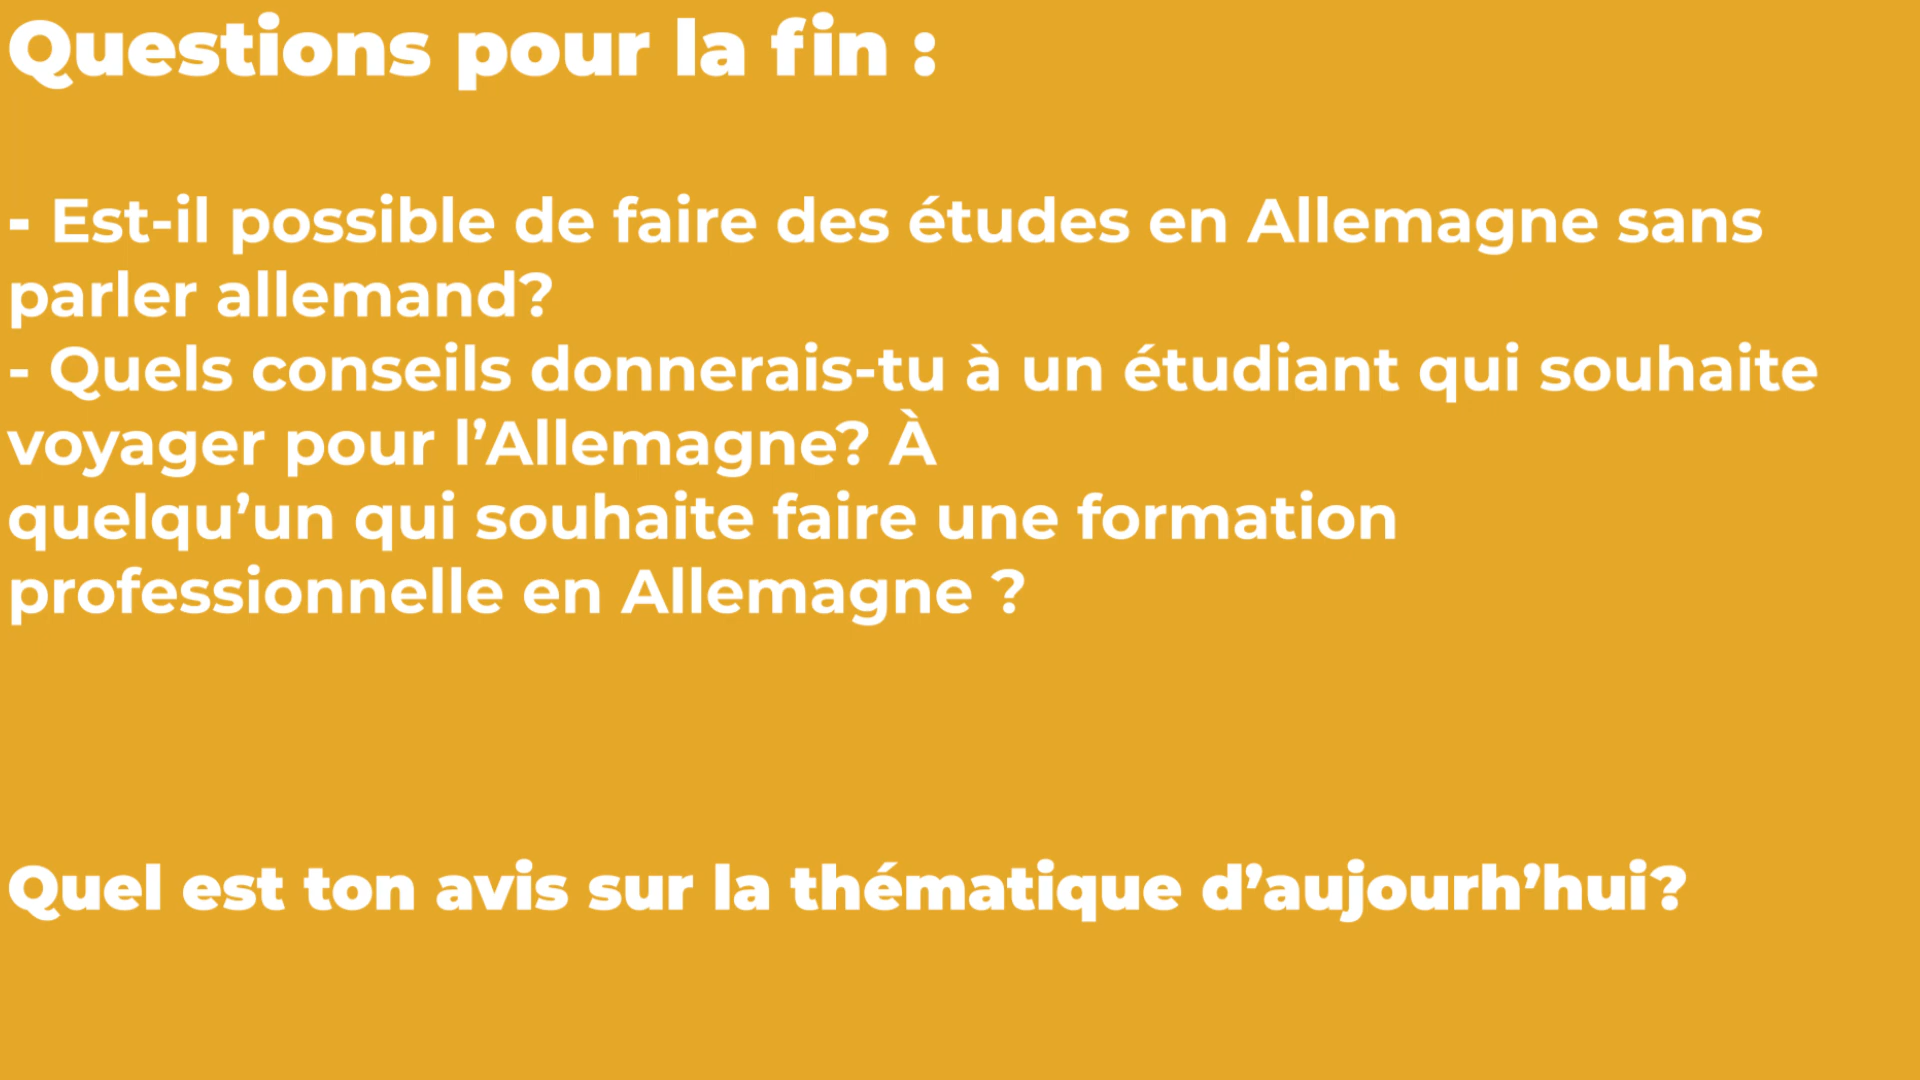 Questions pour la fin :
- Est-il possible de faire des études en Allemagne sans
parler allemand?
- Quels conseils donnerais-tu à un étudiant qui souhaite
voyager pour l’Allemagne? À
quelqu’un qui souhaite faire une formation
professionnelle en Allemagne ?
Quel est ton avis sur la thématique d’aujourh’hui?